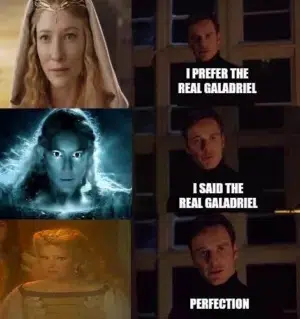 I PREFER THE
REAL GALADRIEL
I SAID THE
REAL GALADRIEL
PERFECTION